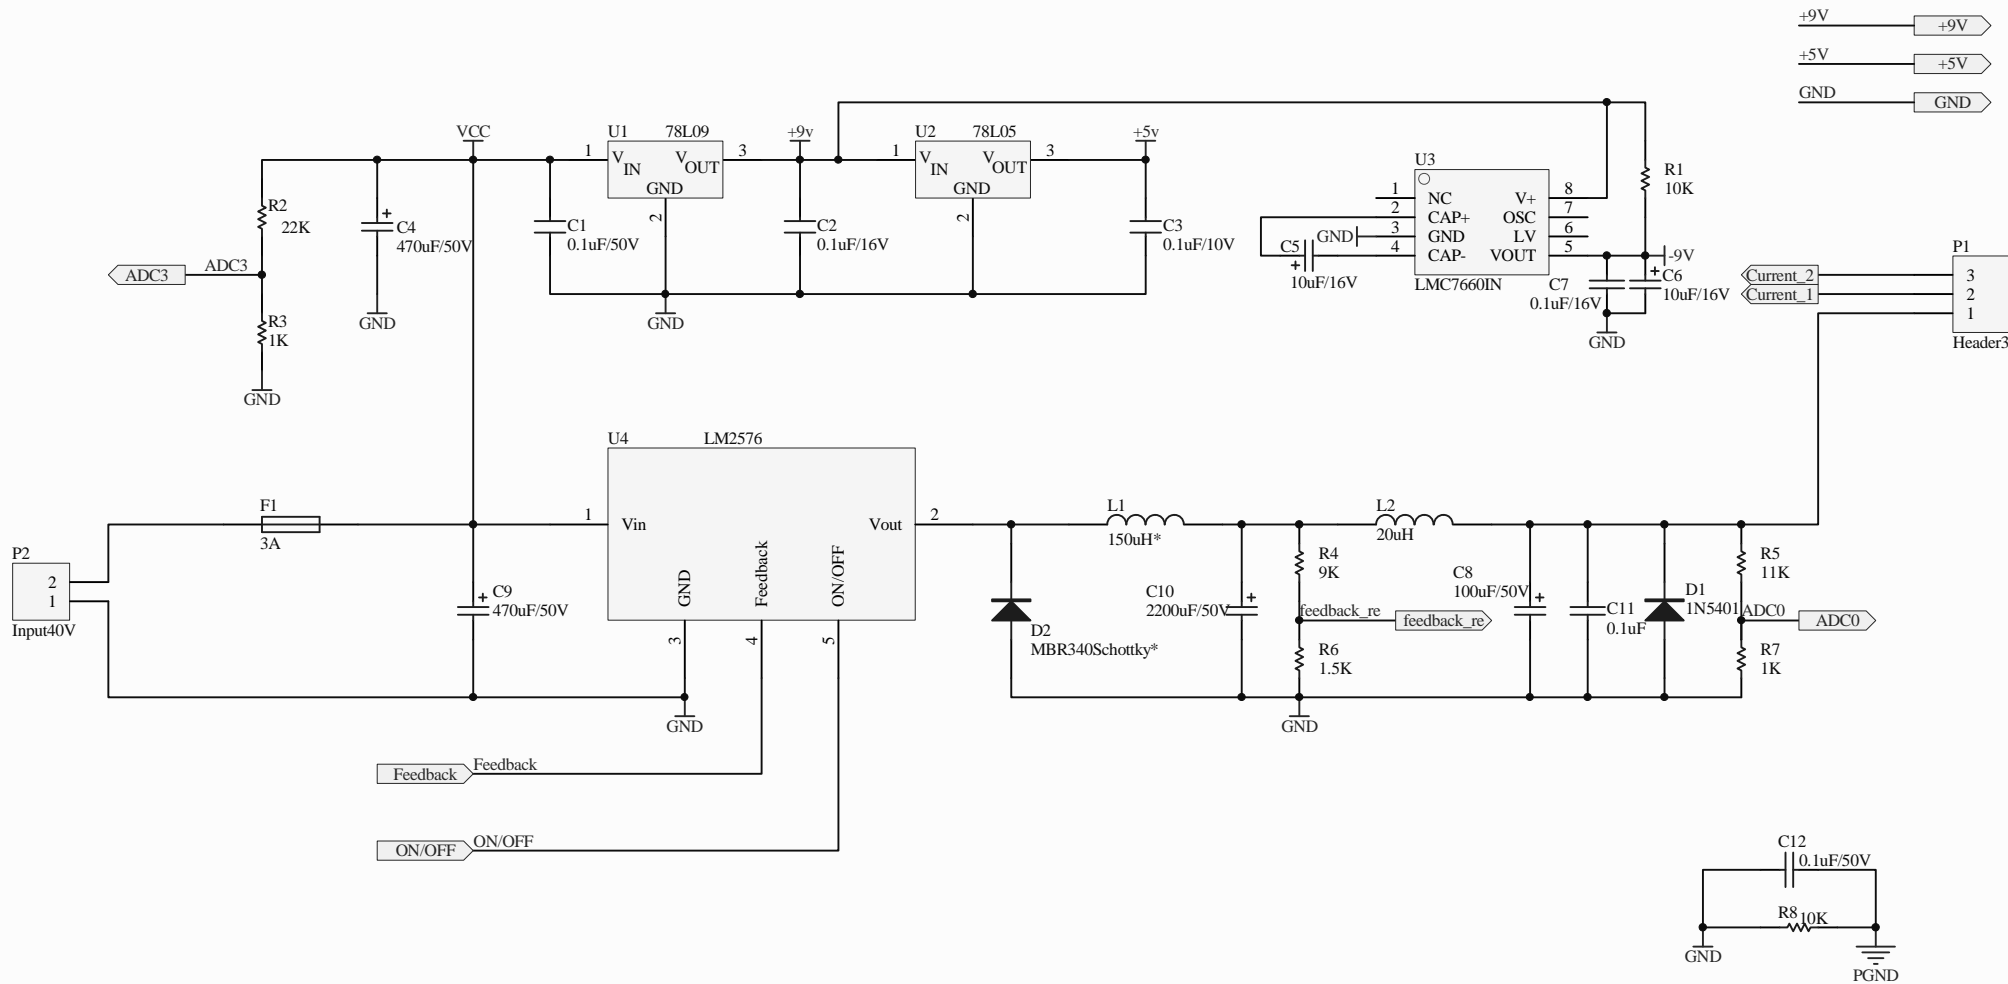 +9V
+9V
+5V
+5V
GND
GND
VCC
U1
78L09
1
VIN
VOUT
GND
3
2
+9v
U2
78L05
1
VIN
VOUT
GND
3
2
+5v
R2
22K
C4
+
470uF/50V
C1
0.1uF/50V
C2
0.1uF/16V
C3
0.1uF/10V
ADC3
ADC3
R3
1K
GND
GND
GND
U3
1
NC
V+
8
2
CAP+
OSC
7
3
GND
LV
6
4
CAP-
VOUT
5
LMC7660IN
GND
C5
+
10uF/16V
R1
10K
-9V
C7
0.1uF/16V
+
C6
10uF/16V
GND
P1
Current_2
3
Current_1
2
1
Header3
U4
LM2576
1
Vin
Vout
2
GND
Feedback
ON/OFF
3
4
5
F1
3A
P2
2
1
Input40V
+
C9
470uF/50V
GND
Feedback
Feedback
ON/OFF
ON/OFF
L1
150uH*
L2
20uH
D2
MBR340Schottky*
C10
2200uF/50V
+
R4
9K
feedback_re
feedback_re
R6
1.5K
GND
C8
100uF/50V
+
C11
0.1uF
D1
1N5401
R5
11K
ADC0
ADC0
R7
1K
C12
0.1uF/50V
R8
10K
GND
PGND